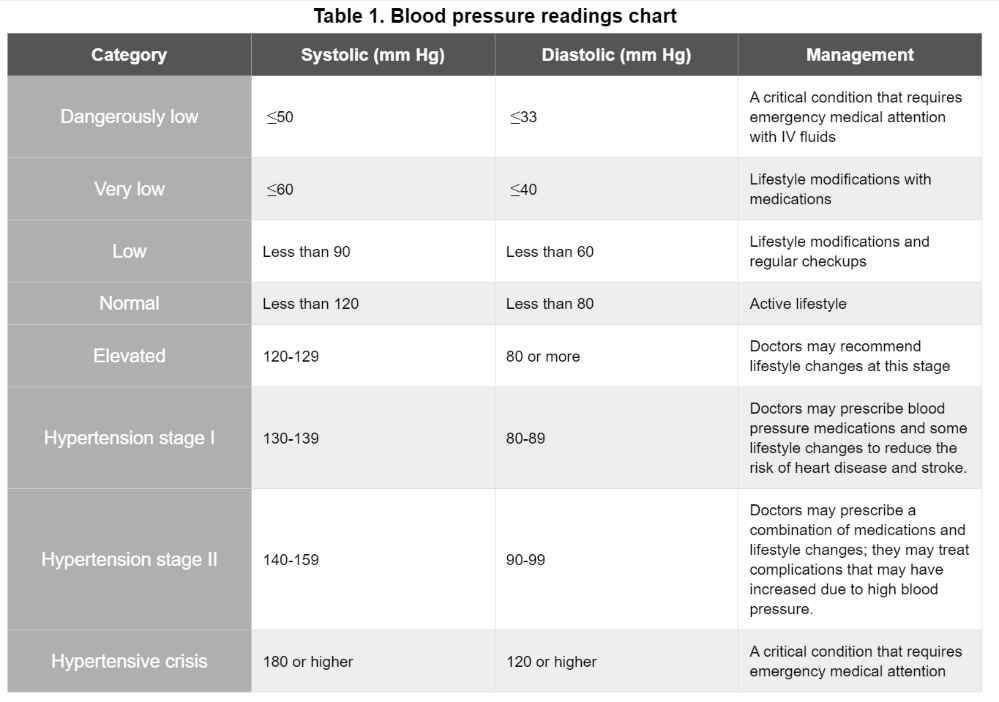 Table 1. Blood pressure readings chart
Category Systolic (mm Hg) Diastolic (mm Hg) Management
Dangerously low ≤50 ≤33 A critical condition that requires
emergency medical attention
with IV fluids
Very low ≤60 ≤40 Lifestyle modifications with
medications
Low Less than 90 Less than 60 Lifestyle modifications and
regular checkups
Normal Less than 120 Less than 80 Active lifestyle
Elevated 120-129 80 or more Doctors may recommend
lifestyle changes at this stage
Hypertension stage I 130-139 80-89 Doctors may prescribe blood
pressure medications and some
lifestyle changes to reduce the
risk of heart disease and stroke.
Hypertension stage II 140-159 90-99 Doctors may prescribe a
combination of medications and
lifestyle changes; they may treat
complications that may have
increased due to high blood
pressure.
Hypertensive crisis 180 or higher 120 or higher A critical condition that requires
emergency medical attention